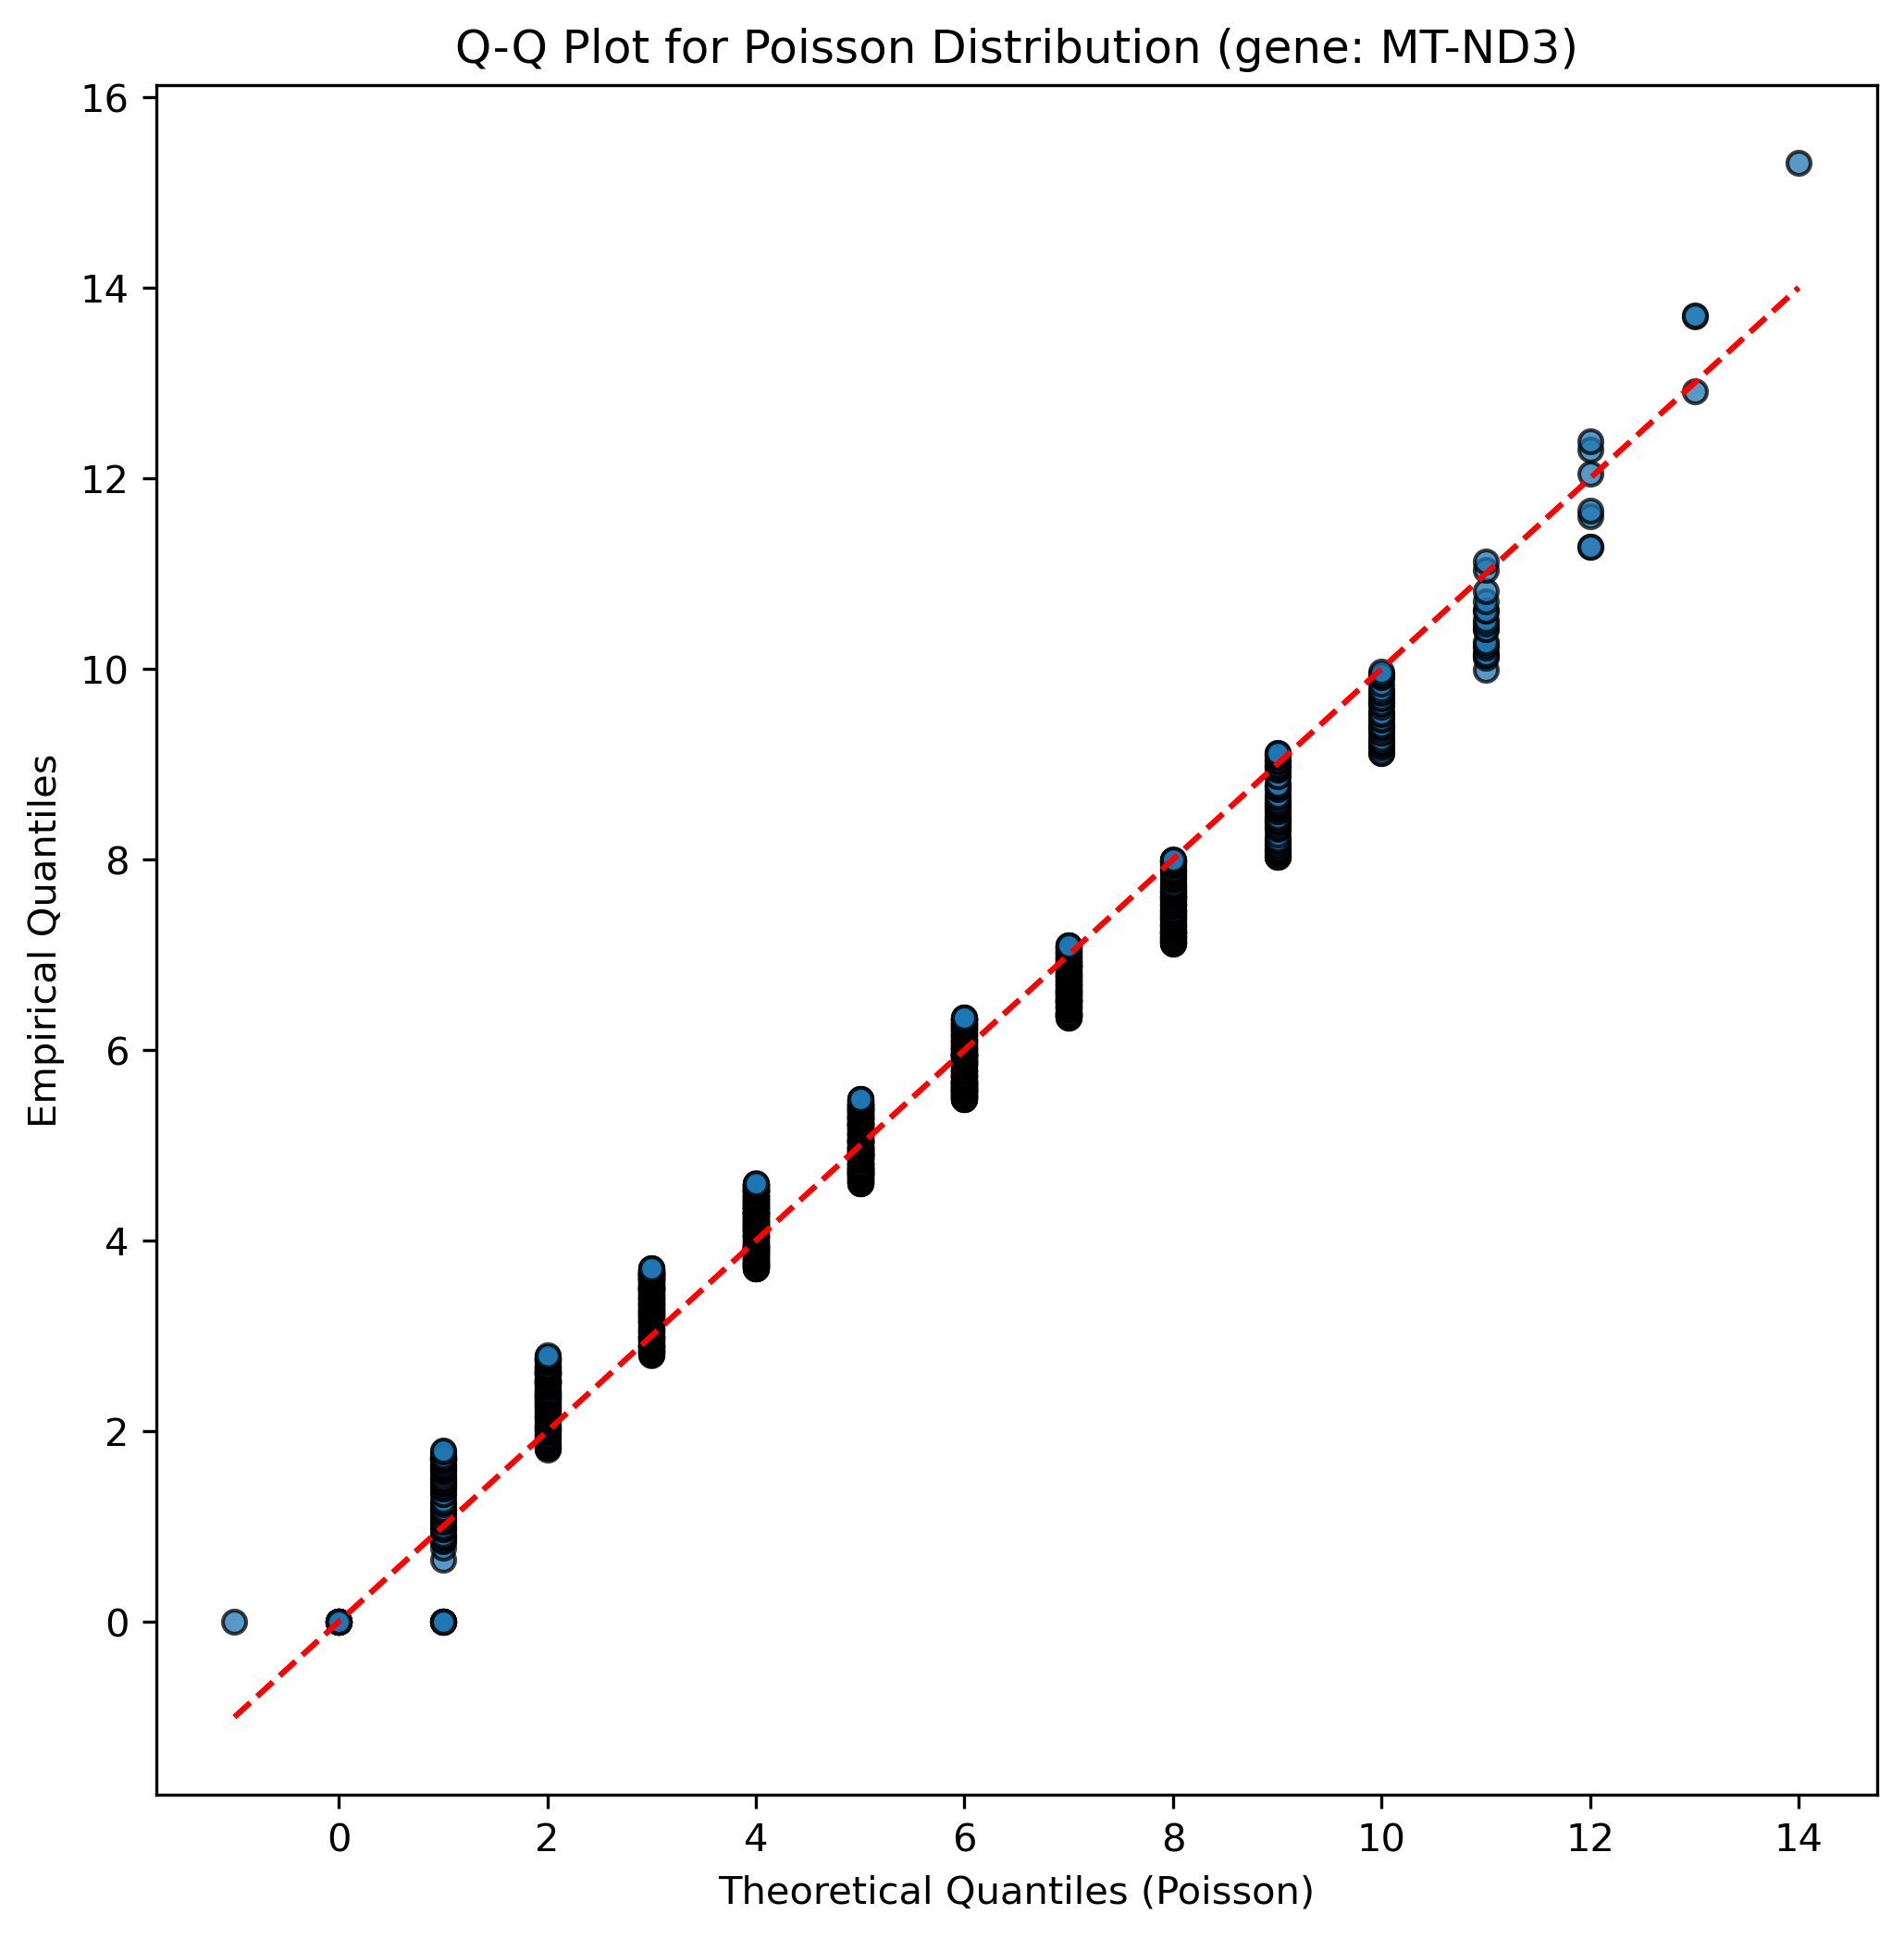 Q-Q Plot for Poisson Distribution (gene: MT-ND3)
16
14
12
10
8
6
4
2
0
Empirical Quantiles
0 2 4 6 8 10 12 14
Theoretical Quantiles (Poisson)